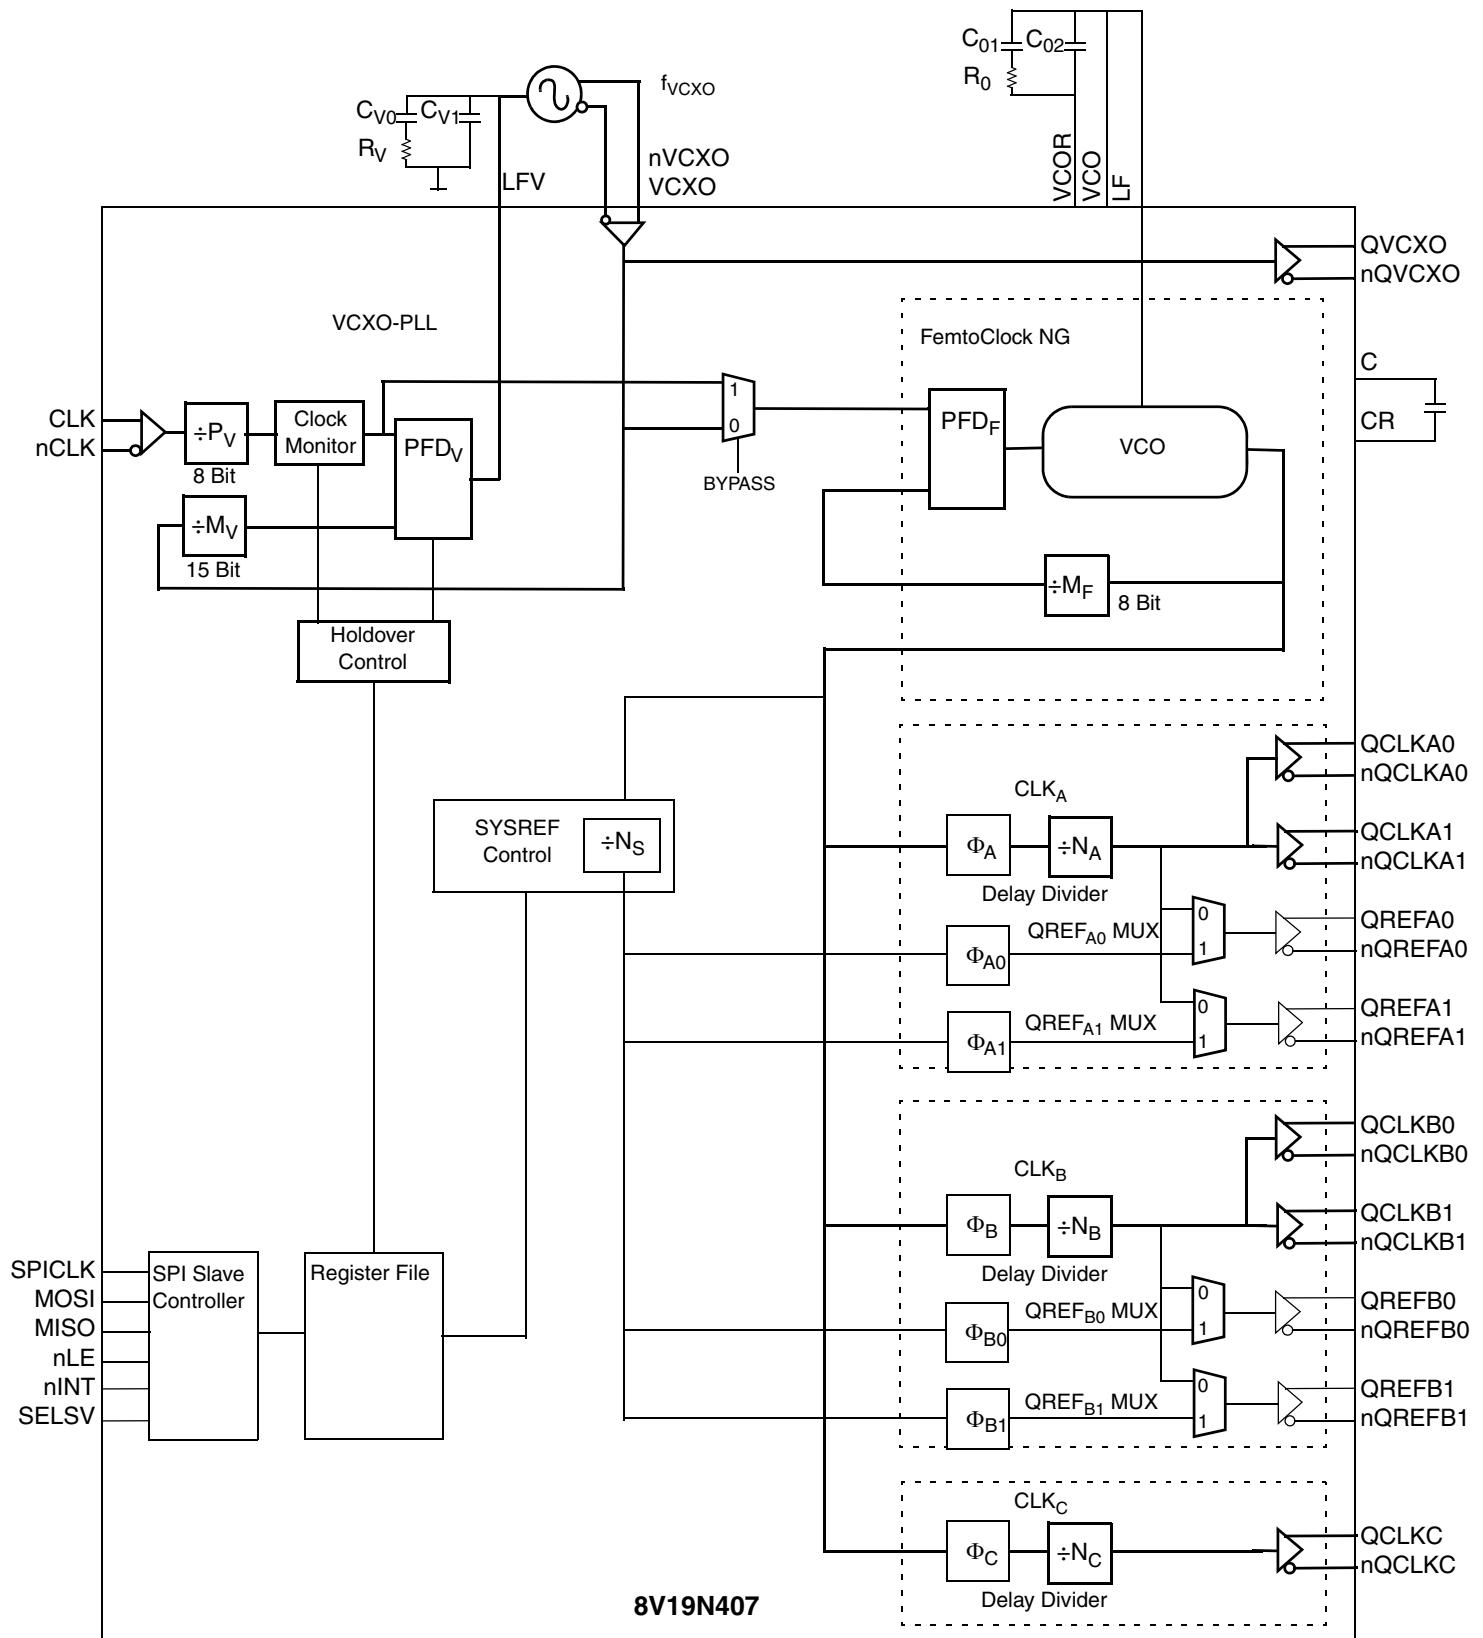 C01 C02
R0
fVCXO
CV0 CV1
RV
nVCXO
VCXO
LFV
VCOR
VCO
LF
QVCXO
nQVCXO
VCXO-PLL
FemtoClock NG
C
CR
CLK
nCLK
÷PV
8 Bit
Clock
Monitor
PFDV
1
0
BYPASS
PFDF
VCO
÷MV
15 Bit
÷MF
8 Bit
Holdover
Control
SYSREF
Control
÷NS
CLKA
ΦA
÷NA
Delay Divider
QCLKA0
nQCLKA0
QCLKA1
nQCLKA1
QREFA0 MUX
ΦA0
0
1
QREFA0
nQREFA0
QREFA1 MUX
ΦA1
0
1
QREFA1
nQREFA1
CLKB
ΦB
÷NB
Delay Divider
QCLKB0
nQCLKB0
QCLKB1
nQCLKB1
QREFB0 MUX
ΦB0
0
1
QREFB0
nQREFB0
QREFB1 MUX
ΦB1
0
1
QREFB1
nQREFB1
SPICLK
MOSI
MISO
nLE
nINT
SELSV
SPI Slave
Controller
Register File
CLKC
ΦC
÷NC
Delay Divider
QCLKC
nQCLKC
8V19N407